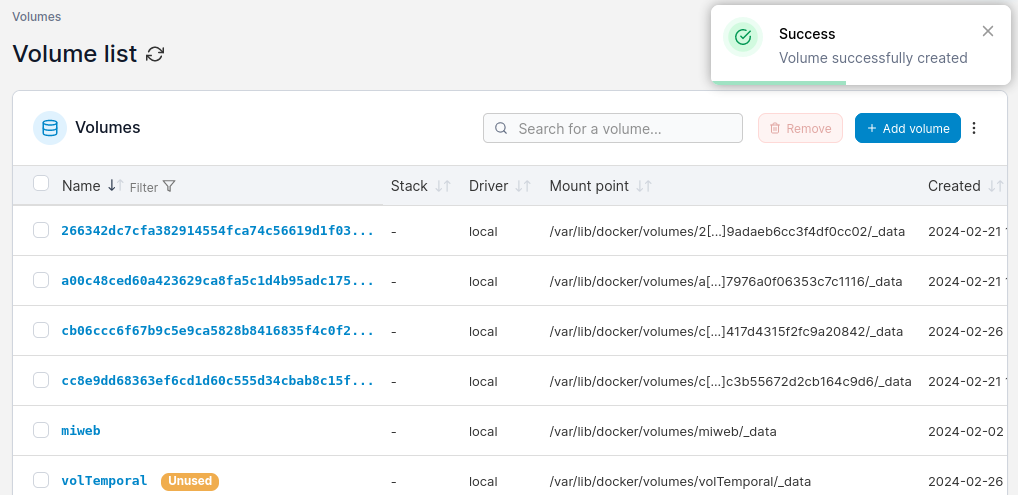 Volumes
Volume list
Success
Volume successfully created
Volumes
Search for a volume...
Remove
+ Add volume
Name Filter Stack Driver Mount point Created
266342dc7cfa382914554fca74c56619d1f03... - local /var/lib/docker/volumes/2[...]9adaeb6cc3f4df0cc02/_data 2024-02-21
a00c48ced60a423629ca8fa5c1d4b95adc175... - local /var/lib/docker/volumes/a[...]7976a0f06353c7c1116/_data 2024-02-21
cb06ccc6f67b9c5e9ca5828b8416835f4c0f2... - local /var/lib/docker/volumes/c[...]417d4315f2fc9a20842/_data 2024-02-26
cc8e9dd68363ef6cd1d60c555d34cbab8c15f... - local /var/lib/docker/volumes/c[...]c3b55672d2cb164c9d6/_data 2024-02-21
miweb - local /var/lib/docker/volumes/miweb/_data 2024-02-02
volTemporal Unused - local /var/lib/docker/volumes/volTemporal/_data 2024-02-26